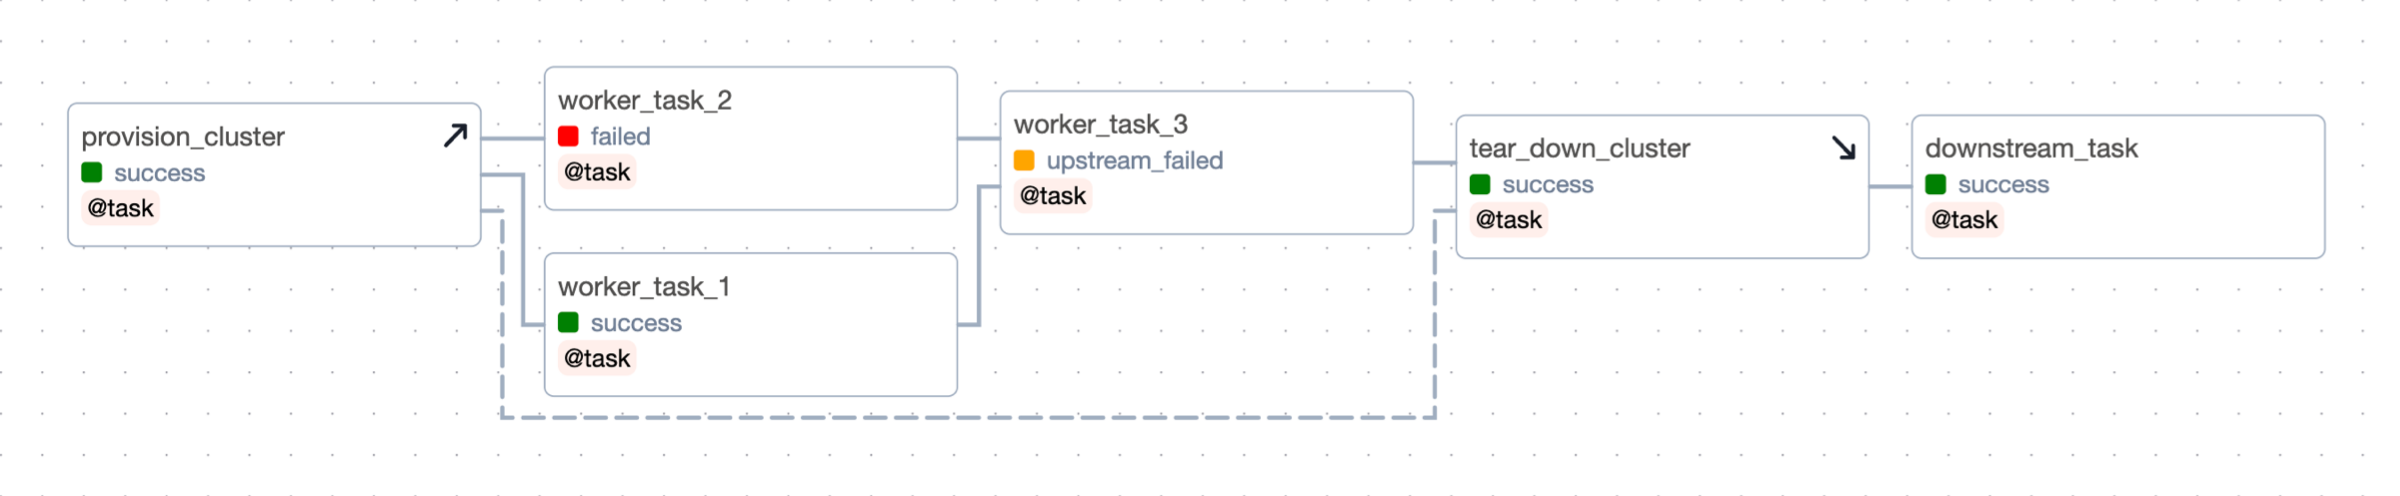 provision_cluster
success
@task
worker_task_2
failed
@task
worker_task_1
success
@task
worker_task_3
upstream_failed
@task
tear_down_cluster
success
@task
downstream_task
success
@task